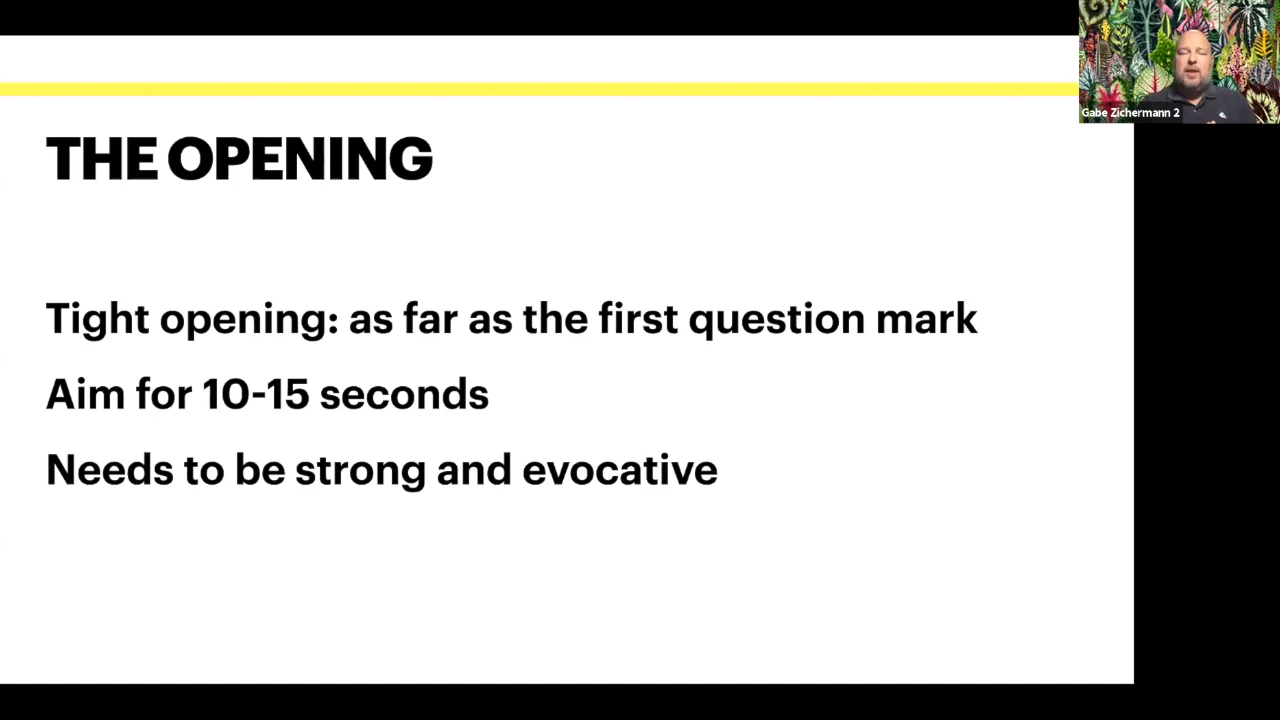 Gabe Zichermann 2
THE OPENING
Tight opening: as far as the first question mark
Aim for 10-15 seconds
Needs to be strong and evocative